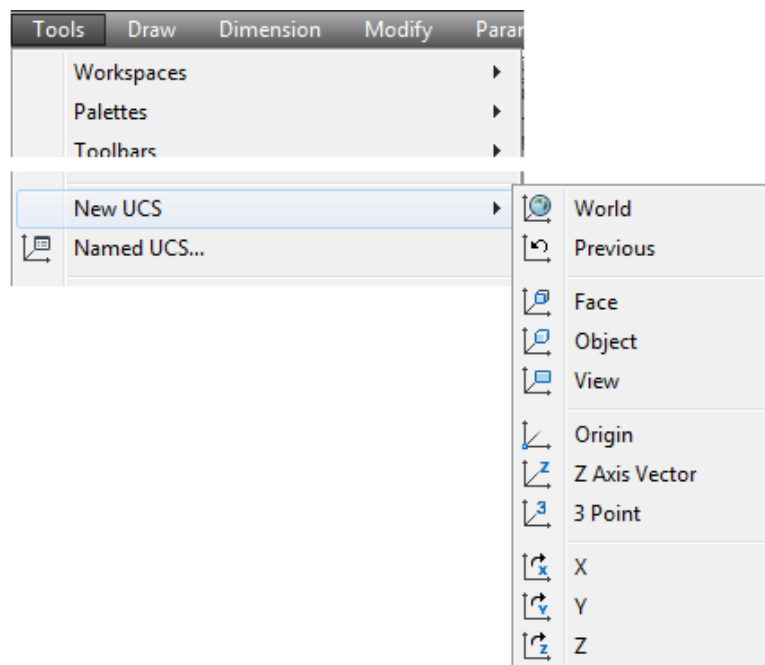 Tools Draw Dimension Modify Parar
Workspaces
Palettes
Toolbars
New UCS
Named UCS...
World
Previous
Face
Object
View
Origin
Z Axis Vector
3 Point
X
Y
Z